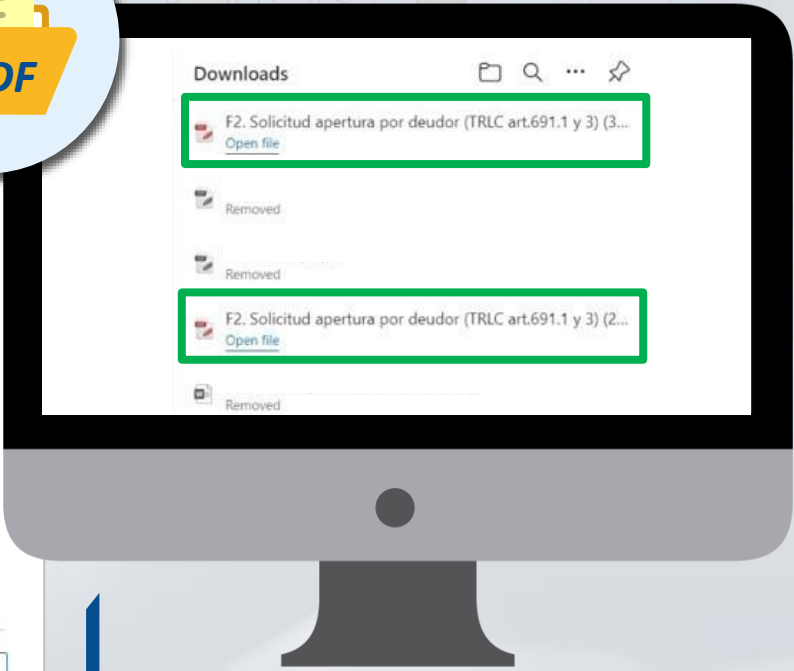 DF
Downloads
F2. Solicitud apertura por deudor (TRLC art.691.1 y 3) (3...
Open file
Removed
Removed
F2. Solicitud apertura por deudor (TRLC art.691.1 y 3) (2...
Open file
Removed